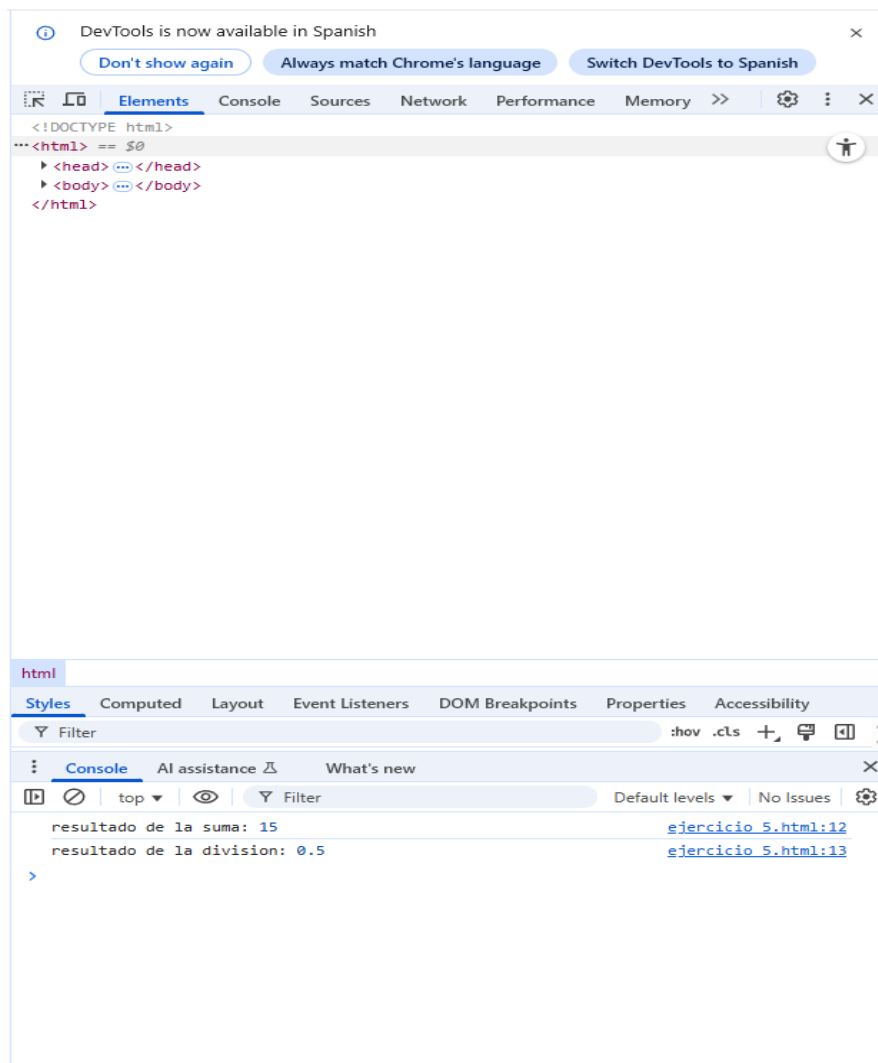 DevTools is now available in Spanish
Don't show again Always match Chrome's language Switch DevTools to Spanish
Elements Console Sources Network Performance Memory >>
<!DOCTYPE html>
<html> == $0
<head> </head>
<body> </body>
</html>
html
Styles Computed Layout Event Listeners DOM Breakpoints Properties Accessibility
Filter :hov .cls
Console AI assistance What's new
top Filter Default levels No Issues
resultado de la suma: 15 ejercicio 5.html:12
resultado de la division: 0.5 ejercicio 5.html:13
>